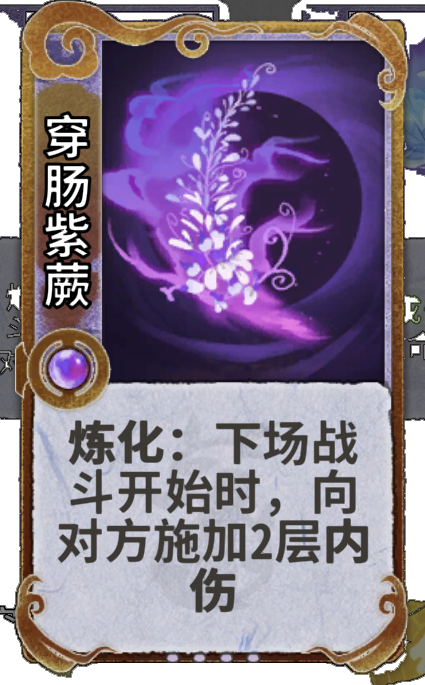 穿肠紫蕨
炼化：下场战
斗开始时，向
对方施加2层内
伤